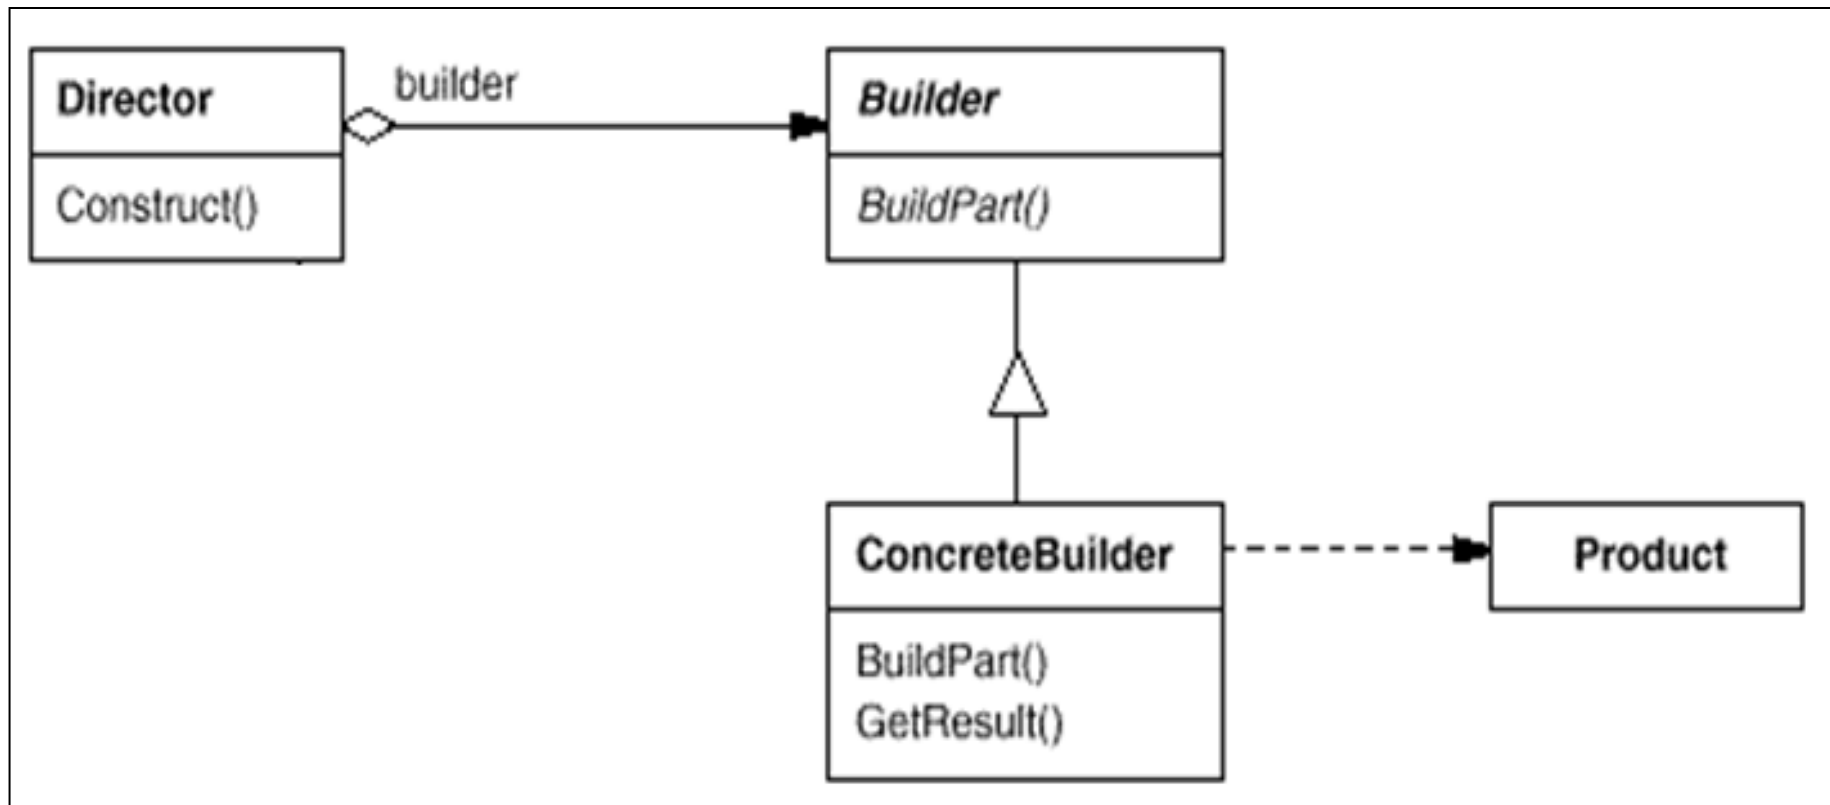 Director
builder
Builder
Construct()
BuildPart()
ConcreteBuilder
Product
BuildPart()
GetResult()